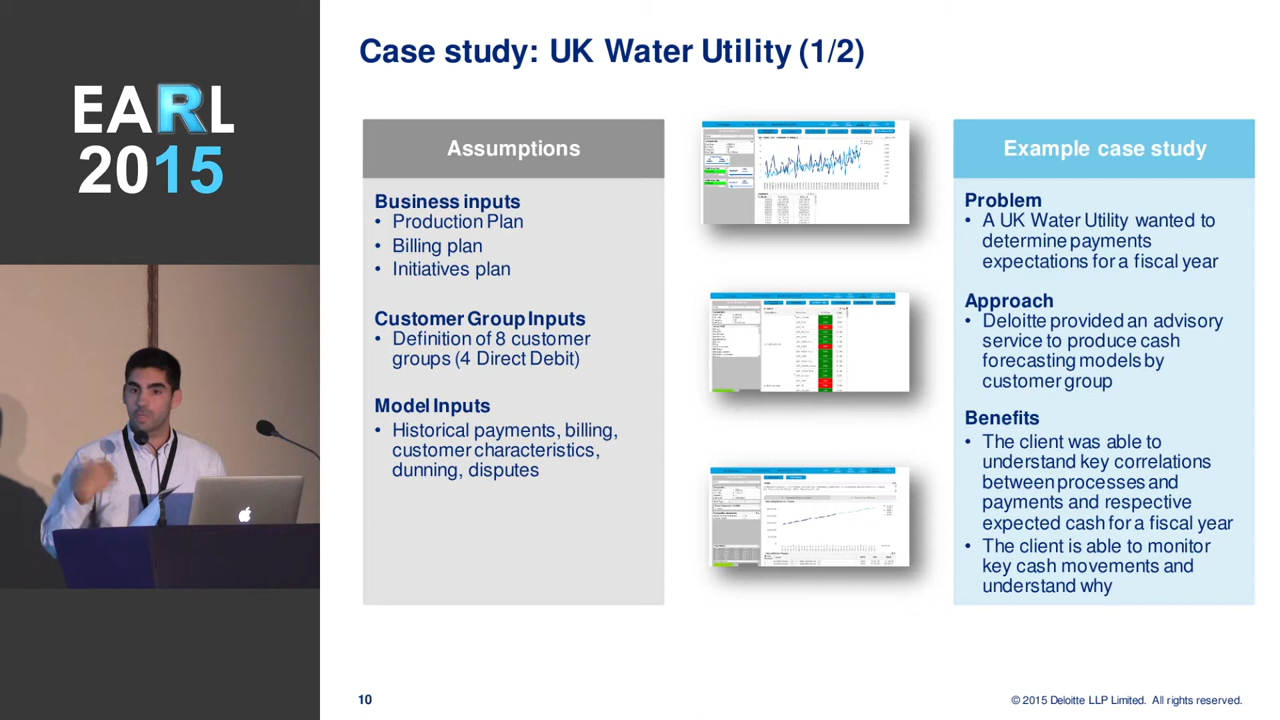 EARL
2015
Case study: UK Water Utility (1/2)
Assumptions
Business inputs
• Production Plan
• Billing plan
• Initiatives plan
Customer Group Inputs
• Definition of 8 customer
groups (4 Direct Debit)
Model Inputs
• Historical payments, billing,
customer characteristics,
dunning, disputes
Example case study
Problem
• A UK Water Utility wanted to
determine payments
expectations for a fiscal year
Approach
• Deloitte provided an advisory
service to produce cash
forecasting models by
customer group
Benefits
• The client was able to
understand key correlations
between processes and
payments and respective
expected cash for a fiscal year
• The client is able to monitor
key cash movements and
understand why
10
© 2015 Deloitte LLP Limited. All rights reserved.